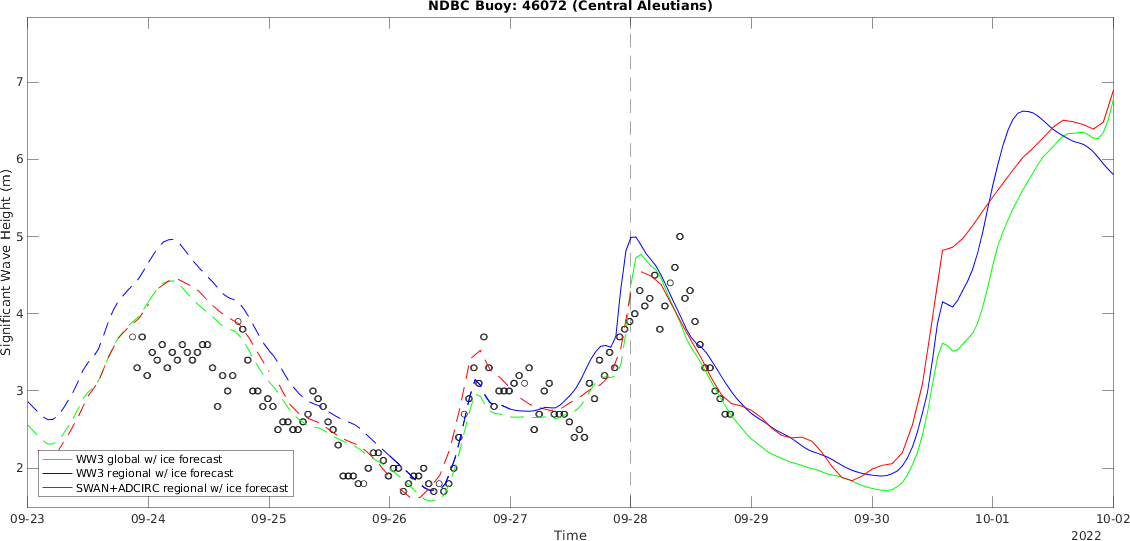 NDBC Buoy: 46072 (Central Aleutians)
7
6
5
4
3
2
Significant Wave Height (m)
WW3 global w/ ice forecast
WW3 regional w/ ice forecast
SWAN+ADCIRC regional w/ ice forecast
09-23 09-24 09-25 09-26 09-27 09-28 09-29 09-30 10-01 10-02
Time 2022